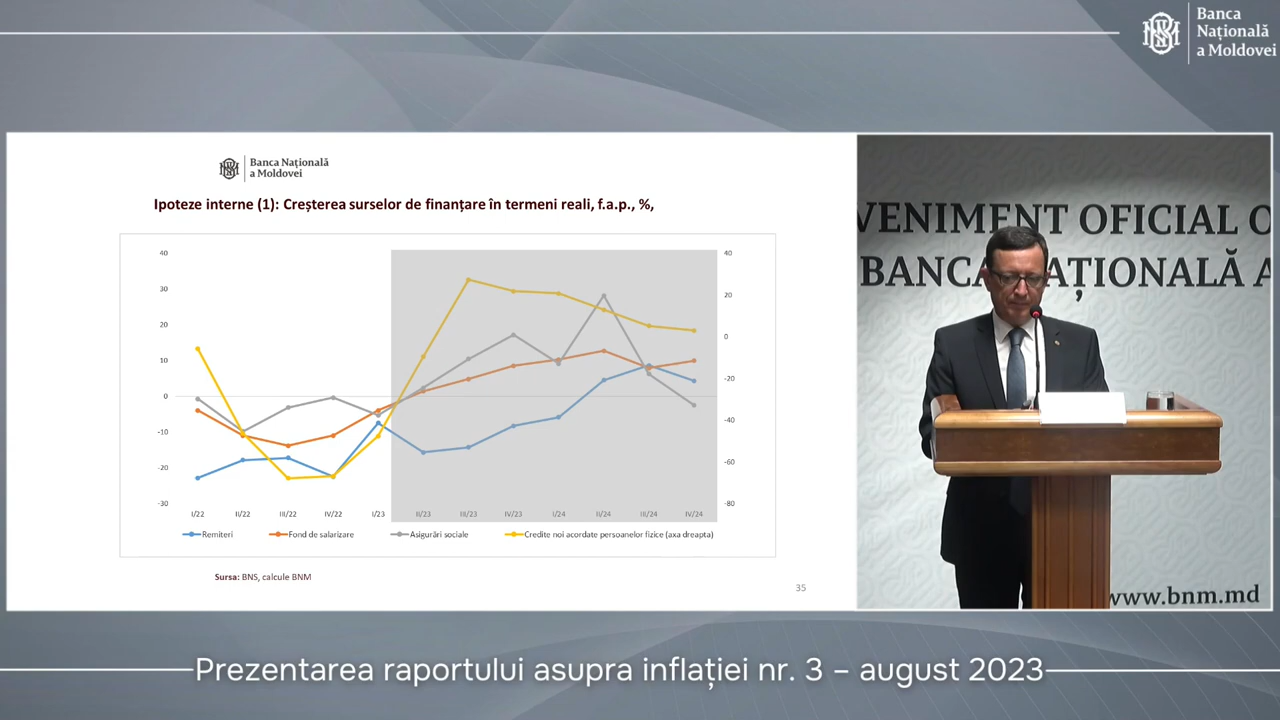 Banca
Națională
a Moldovei
Banca Națională
a Moldovei
Ipoteze interne (1): Creșterea surselor de finanțare în termeni reali, f.a.p., %,
40
30
20
10
0
-10
-20
-30
40
20
0
-20
-40
-60
-80
I/22 II/22 III/22 IV/22 I/23 II/23 III/23 IV/23 I/24 II/24 III/24 IV/24
Remiteri Fond de salarizare Asigurări sociale Credite noi acordate persoanelor fizice (axa dreapta)
Sursa: BNS, calcule BNM
35
VENIMENT OFICIAL O
BANCA NAȚIONALĂ A
www.bnm.md
Prezentarea raportului asupra inflației nr. 3 – august 2023